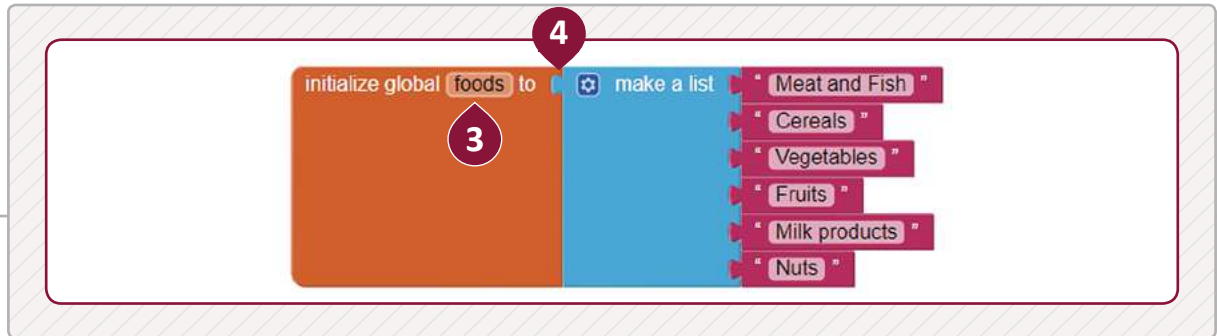 4
initialize global foods to make a list " Meat and Fish "
3
" Cereals "
" Vegetables "
" Fruits "
" Milk products "
" Nuts "